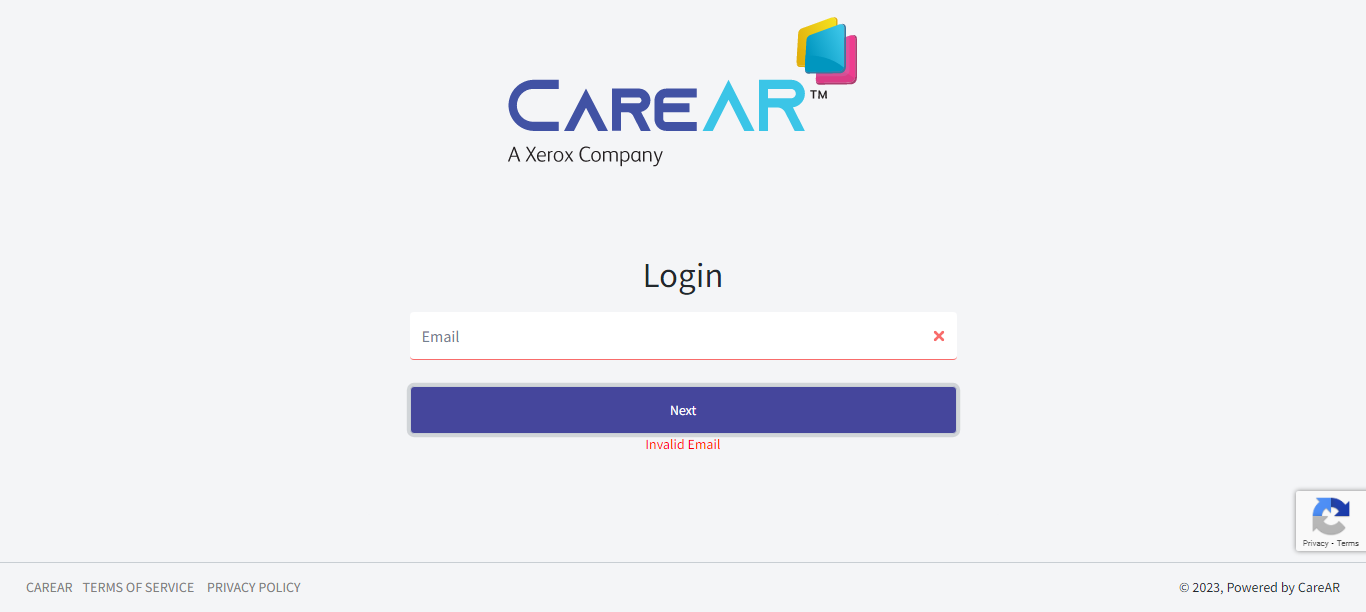 CAREAR™
A Xerox Company
Login
Email
Next
Invalid Email
Privacy - Terms
CAREAR TERMS OF SERVICE PRIVACY POLICY
© 2023, Powered by CareAR